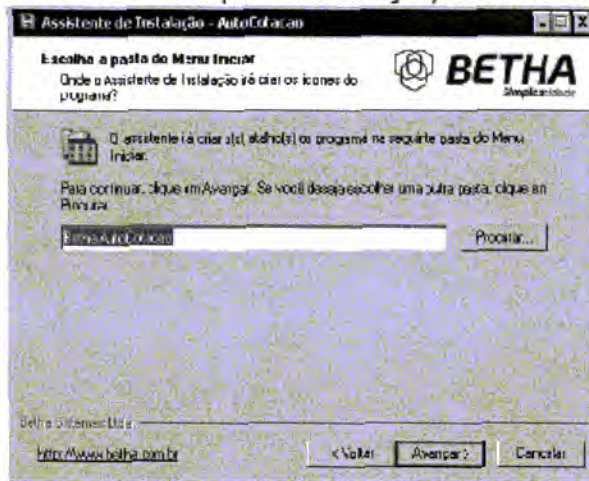 Assistente de Instalação - AutoCotacao
Escolha a pasta do Menu Iniciar
Onde o Assistente de Instalação irá criar os ícones do
programa?
BETHA
O assistente irá criar o(s) atalho(s) do programa na seguinte pasta do Menu
Iniciar.
Para continuar, clique em Avançar. Se você deseja escolher uma outra pasta, clique em
Procurar.
Procurar...
Betha Sistemas Ltda
http://www.betha.com.br
< Voltar
Avançar >
Cancelar